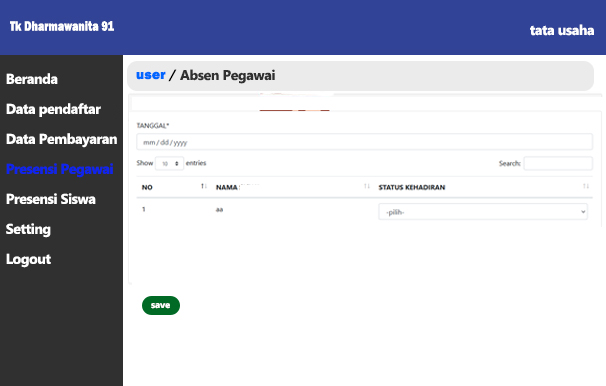 Tk Dharmawanita 91
tata usaha
Beranda
Data pendaftar
Data Pembayaran
Presensi Pegawai
Presensi Siswa
Setting
Logout
user / Absen Pegawai
TANGGAL*
mm/dd/yyyy
Show 10 entries
Search:
NO NAMA STATUS KEHADIRAN
1 aa -pilih-
save